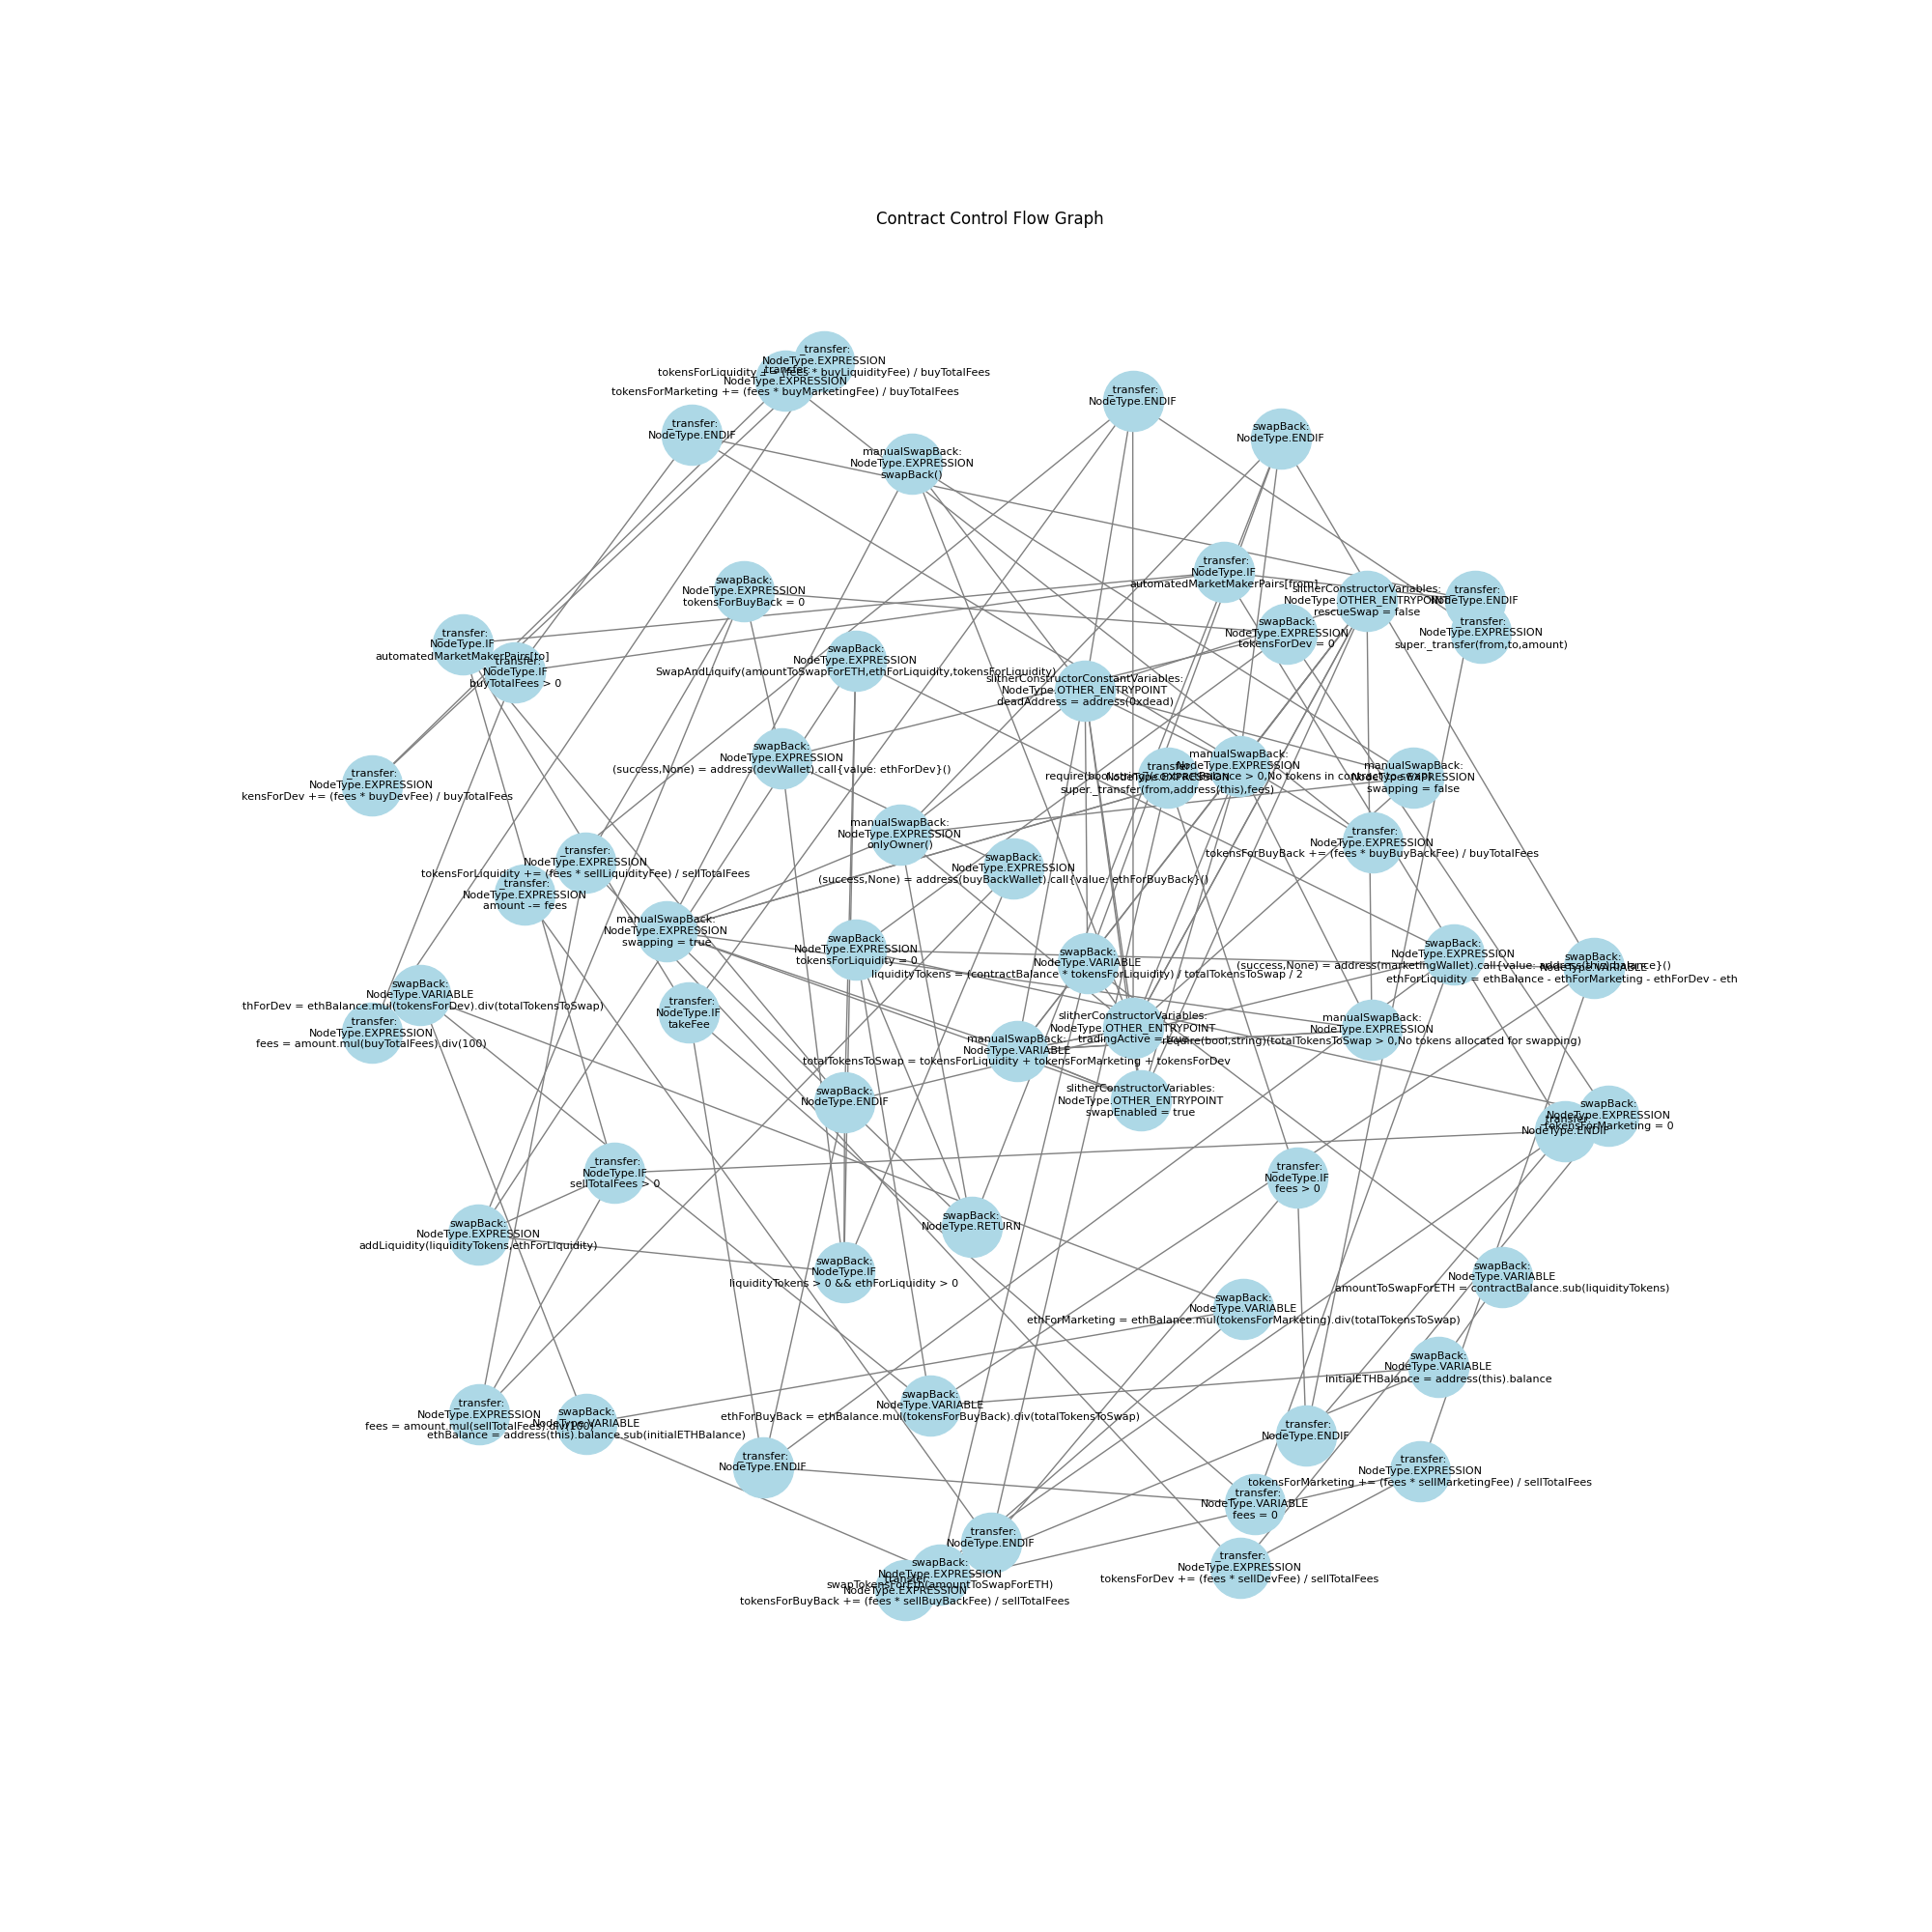 Contract Control Flow Graph
_transfer:
NodeType.EXPRESSION
tokensForLiquidity += (fees * buyLiquidityFee) / buyTotalFees
_transfer:
NodeType.EXPRESSION
tokensForMarketing += (fees * buyMarketingFee) / buyTotalFees
_transfer:
NodeType.ENDIF
_transfer:
NodeType.ENDIF
swapBack:
NodeType.ENDIF
manualSwapBack:
NodeType.EXPRESSION
swapBack()
_transfer:
NodeType.IF
automatedMarketMakerPairs[from]
swapBack:
NodeType.EXPRESSION
tokensForBuyBack = 0
slitherConstructorVariables:
NodeType.OTHER_ENTRYPOINT
rescueSwap = false
_transfer:
NodeType.ENDIF
swapBack:
NodeType.EXPRESSION
tokensForDev = 0
_transfer:
NodeType.EXPRESSION
super._transfer(from,to,amount)
_transfer:
NodeType.IF
automatedMarketMakerPairs[to]
_transfer:
NodeType.IF
buyTotalFees > 0
swapBack:
NodeType.EXPRESSION
SwapAndLiquify(amountToSwapForETH,ethForLiquidity,tokensForLiquidity)
slitherConstructorConstantVariables:
NodeType.OTHER_ENTRYPOINT
deadAddress = address(0xdead)
swapBack:
NodeType.EXPRESSION
(success,None) = address(devWallet).call{value: ethForDev}()
manualSwapBack:
NodeType.EXPRESSION
require(bool,string)(contractBalance > 0,No tokens in contract to swap)
_transfer:
NodeType.EXPRESSION
super._transfer(from,address(this),fees)
manualSwapBack:
NodeType.EXPRESSION
swapping = false
_transfer:
NodeType.EXPRESSION
kensForDev += (fees * buyDevFee) / buyTotalFees
manualSwapBack:
NodeType.EXPRESSION
onlyOwner()
_transfer:
NodeType.EXPRESSION
tokensForBuyBack += (fees * buyBuyBackFee) / buyTotalFees
swapBack:
NodeType.EXPRESSION
(success,None) = address(buyBackWallet).call{value: ethForBuyBack}()
_transfer:
NodeType.EXPRESSION
tokensForLiquidity += (fees * sellLiquidityFee) / sellTotalFees
_transfer:
NodeType.EXPRESSION
amount -= fees
manualSwapBack:
NodeType.EXPRESSION
swapping = true
swapBack:
NodeType.EXPRESSION
tokensForLiquidity = 0
swapBack:
NodeType.VARIABLE
liquidityTokens = (contractBalance * tokensForLiquidity) / totalTokensToSwap / 2
swapBack:
NodeType.EXPRESSION
(success,None) = address(marketingWallet).call{value: address(this).balance}()
swapBack:
NodeType.VARIABLE
ethForLiquidity = ethBalance - ethForMarketing - ethForDev - eth
swapBack:
NodeType.VARIABLE
thForDev = ethBalance.mul(tokensForDev).div(totalTokensToSwap)
_transfer:
NodeType.IF
takeFee
_transfer:
NodeType.EXPRESSION
fees = amount.mul(buyTotalFees).div(100)
slitherConstructorVariables:
NodeType.OTHER_ENTRYPOINT
tradingActive = true
manualSwapBack:
NodeType.EXPRESSION
require(bool,string)(totalTokensToSwap > 0,No tokens allocated for swapping)
manualSwapBack:
NodeType.VARIABLE
totalTokensToSwap = tokensForLiquidity + tokensForMarketing + tokensForDev
swapBack:
NodeType.ENDIF
slitherConstructorVariables:
NodeType.OTHER_ENTRYPOINT
swapEnabled = true
swapBack:
NodeType.EXPRESSION
tokensForMarketing = 0
_transfer:
NodeType.ENDIF
_transfer:
NodeType.IF
sellTotalFees > 0
_transfer:
NodeType.IF
fees > 0
swapBack:
NodeType.EXPRESSION
addLiquidity(liquidityTokens,ethForLiquidity)
swapBack:
NodeType.RETURN
swapBack:
NodeType.IF
liquidityTokens > 0 && ethForLiquidity > 0
swapBack:
NodeType.VARIABLE
amountToSwapForETH = contractBalance.sub(liquidityTokens)
swapBack:
NodeType.VARIABLE
ethForMarketing = ethBalance.mul(tokensForMarketing).div(totalTokensToSwap)
swapBack:
NodeType.VARIABLE
initialETHBalance = address(this).balance
swapBack:
NodeType.VARIABLE
ethForBuyBack = ethBalance.mul(tokensForBuyBack).div(totalTokensToSwap)
_transfer:
NodeType.EXPRESSION
fees = amount.mul(sellTotalFees).div(100)
swapBack:
NodeType.VARIABLE
ethBalance = address(this).balance.sub(initialETHBalance)
_transfer:
NodeType.ENDIF
_transfer:
NodeType.ENDIF
_transfer:
NodeType.EXPRESSION
tokensForMarketing += (fees * sellMarketingFee) / sellTotalFees
_transfer:
NodeType.VARIABLE
fees = 0
_transfer:
NodeType.ENDIF
_transfer:
NodeType.EXPRESSION
tokensForDev += (fees * sellDevFee) / sellTotalFees
swapBack:
NodeType.EXPRESSION
swapTokensForEth(amountToSwapForETH)
_transfer:
NodeType.EXPRESSION
tokensForBuyBack += (fees * sellBuyBackFee) / sellTotalFees